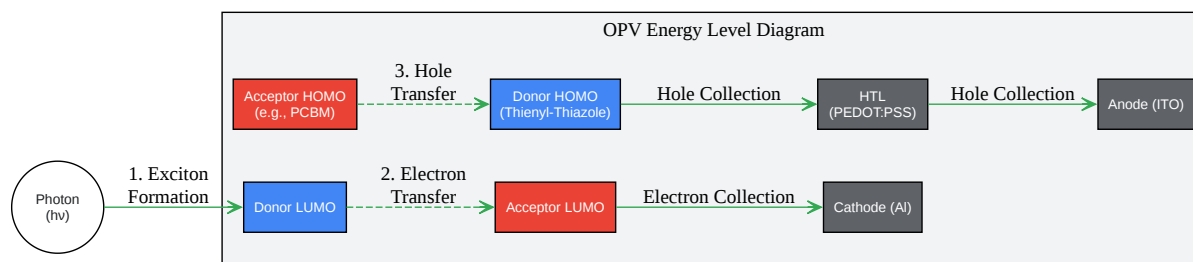 OPV Energy Level Diagram
Acceptor HOMO
(e.g., PCBM)
3. Hole
Transfer
Donor HOMO
(Thienyl-Thiazole)
Hole Collection
HTL
(PEDOT:PSS)
Hole Collection
Anode (ITO)
Photon
(hν)
1. Exciton
Formation
Donor LUMO
2. Electron
Transfer
Acceptor LUMO
Electron Collection
Cathode (Al)